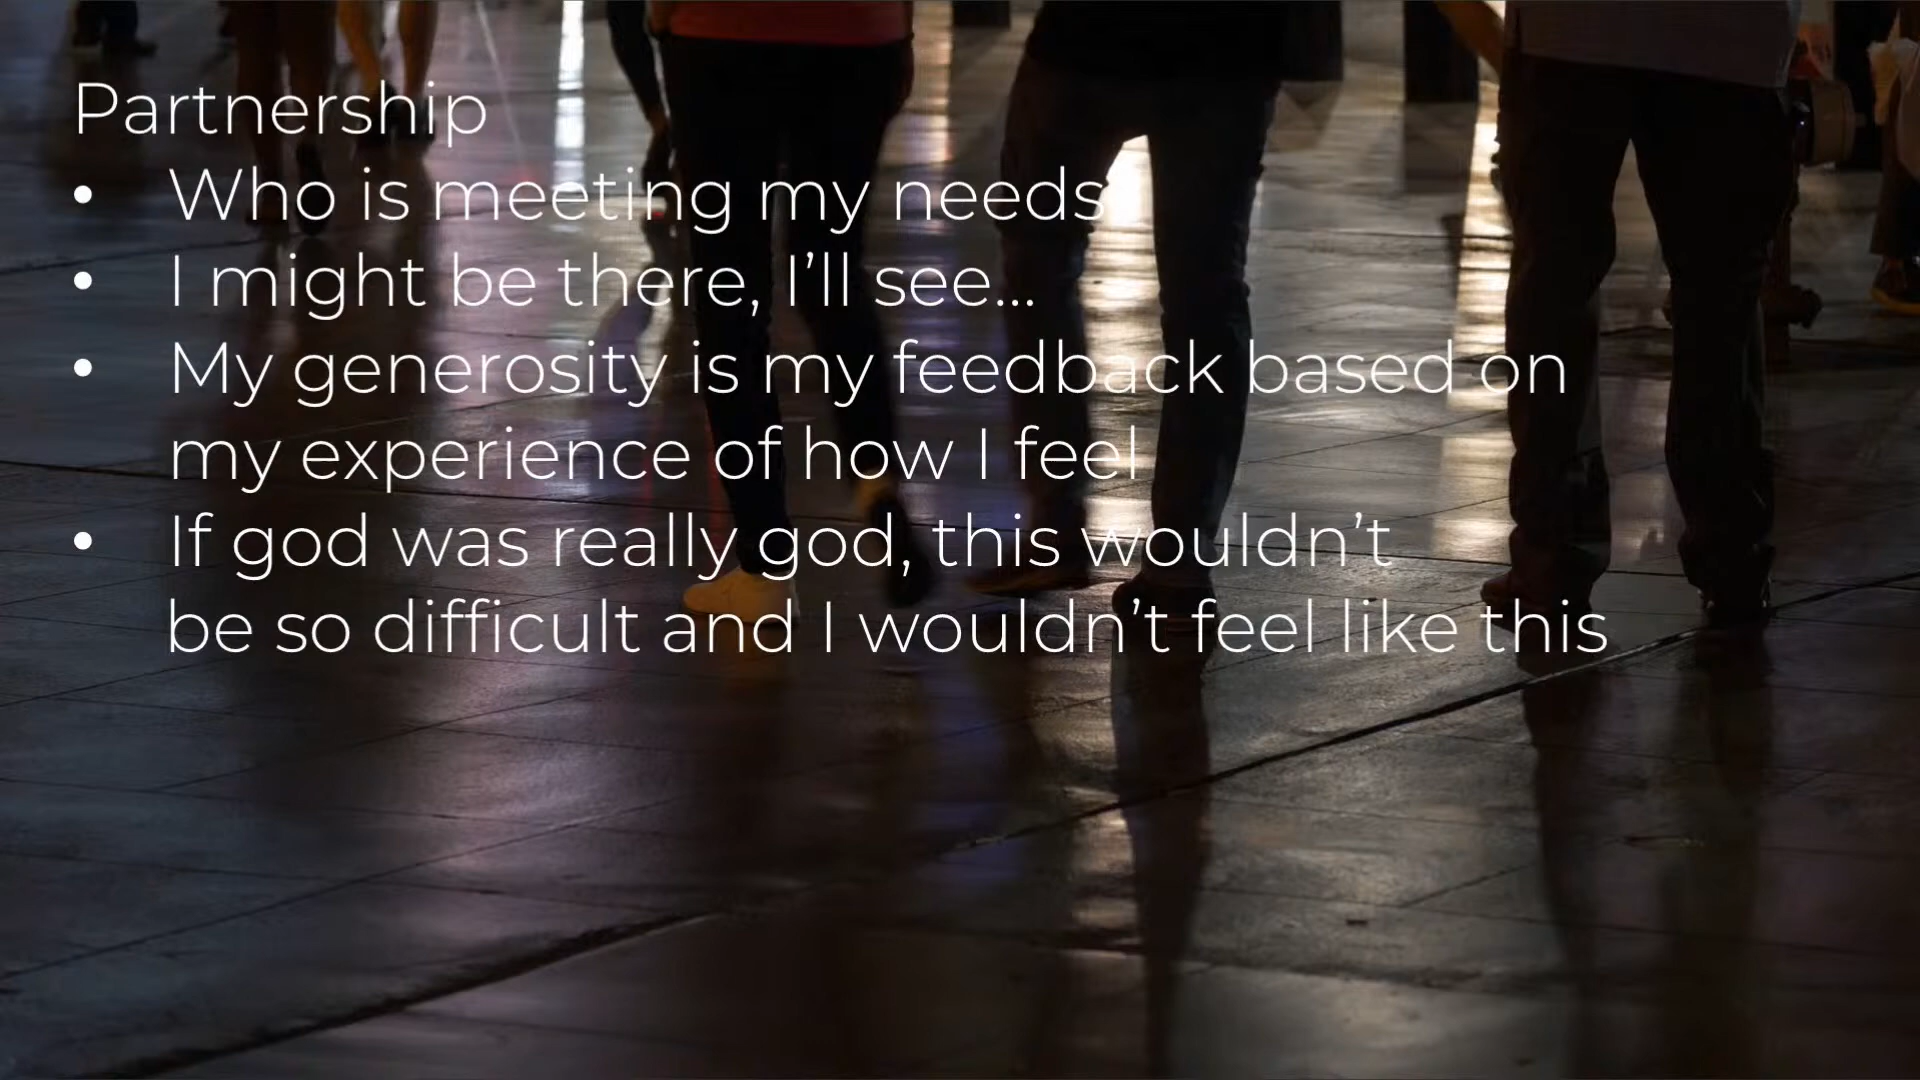 Partnership
• Who is meeting my needs
• I might be there, I’ll see...
• My generosity is my feedback based on
my experience of how I feel
• If god was really god, this wouldn’t
be so difficult and I wouldn’t feel like this